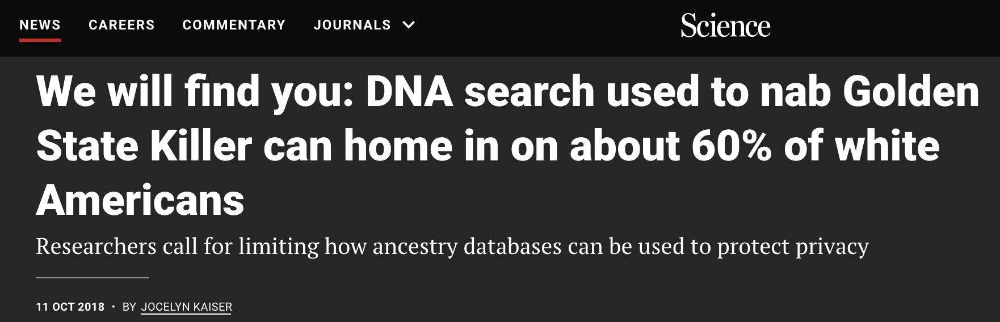 NEWS CAREERS COMMENTARY JOURNALS Science
We will find you: DNA search used to nab Golden
State Killer can home in on about 60% of white
Americans
Researchers call for limiting how ancestry databases can be used to protect privacy
11 OCT 2018 • BY JOCELYN KAISER